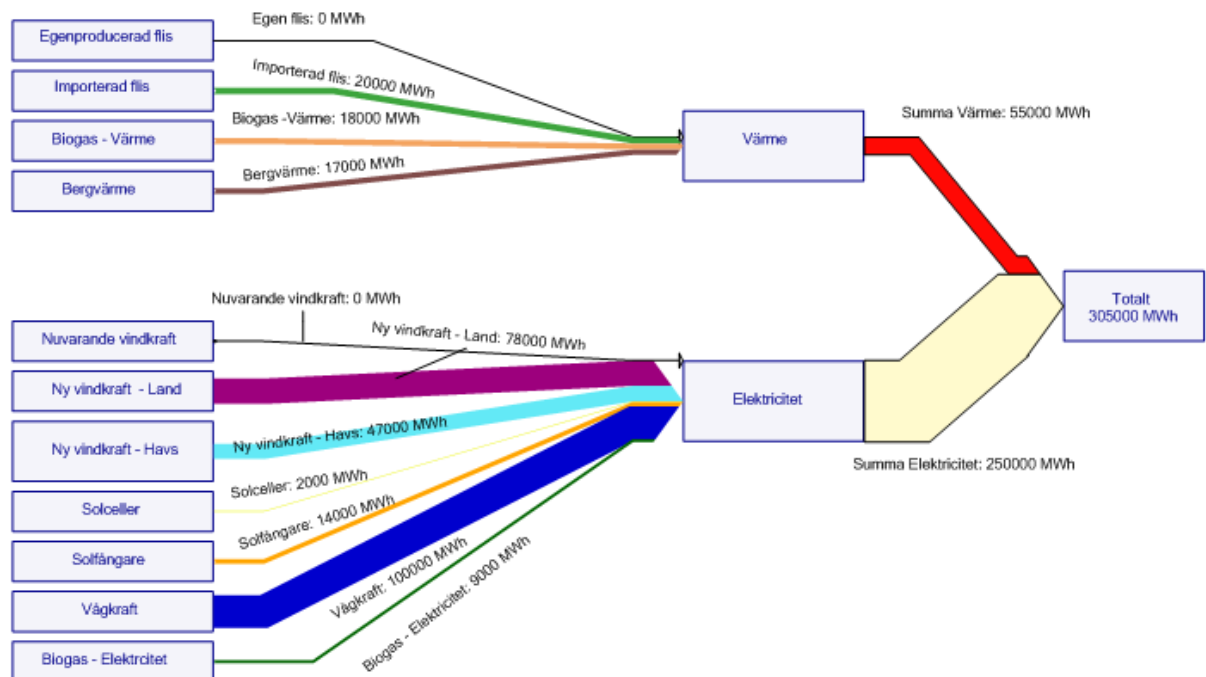 Egen flis: 0 MWh
Egenproducerad flis
Importerad flis: 20000 MWh
Importerad flis
Biogas -Värme: 18000 MWh
Biogas - Värme
Bergvärme: 17000 MWh
Bergvärme
Värme
Summa Värme: 55000 MWh
Totalt
305000 MWh
Nuvarande vindkraft: 0 MWh
Nuvarande vindkraft
Ny vindkraft - Land: 78000 MWh
Ny vindkraft - Land
Ny vindkraft - Havs: 47000 MWh
Ny vindkraft - Havs
Elektricitet
Summa Elektricitet: 250000 MWh
Solceller: 2000 MWh
Solceller
Solfångare: 14000 MWh
Solfångare
Vågkraft: 100000 MWh
Vågkraft
Biogas - Elektricitet: 9000 MWh
Biogas - Elektrcitet